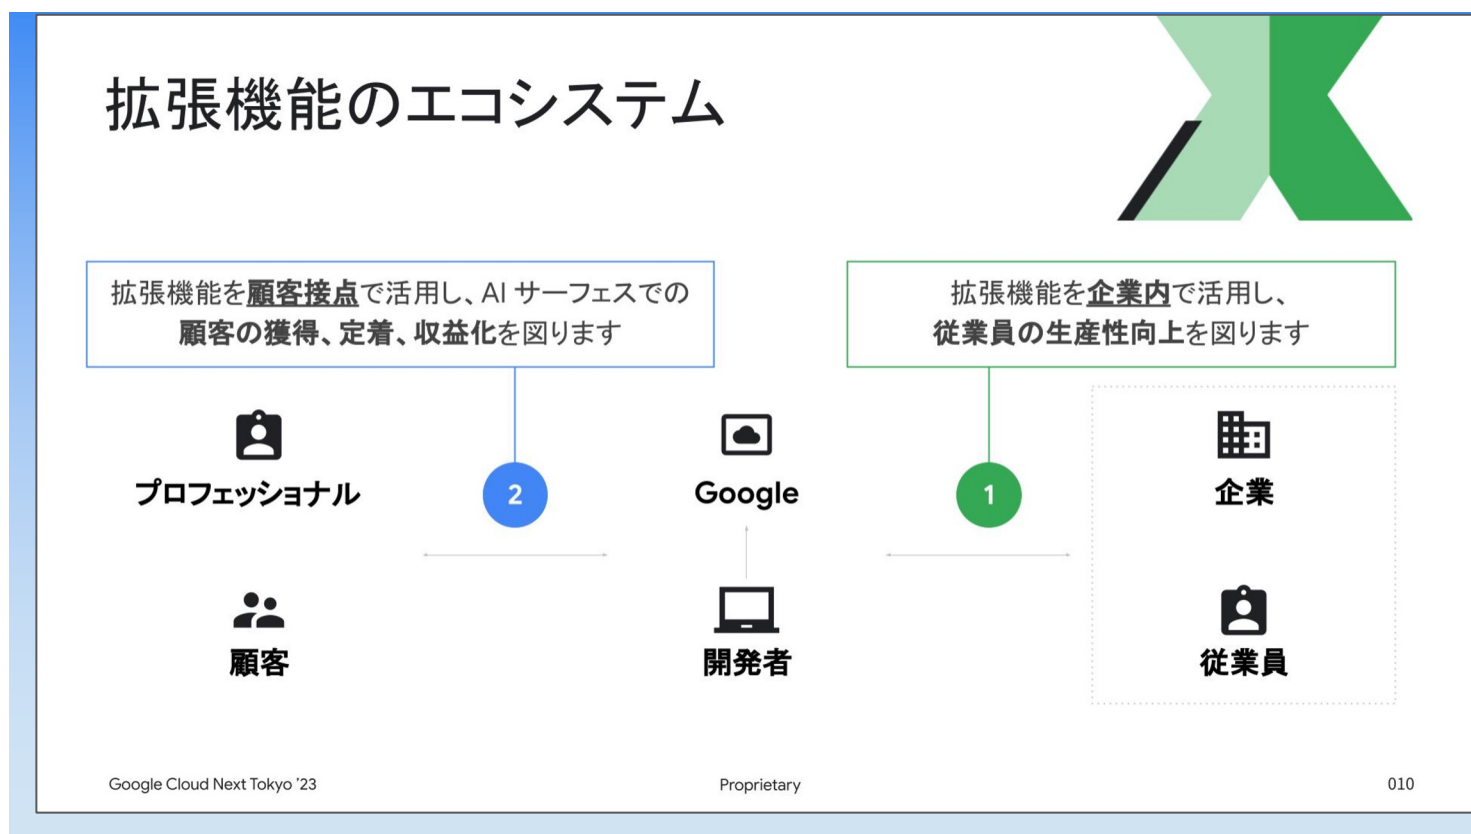 拡張機能のエコシステム
拡張機能を顧客接点で活用し、AI サーフェスでの
顧客の獲得、定着、収益化を図ります
拡張機能を企業内で活用し、
従業員の生産性向上を図ります
プロフェッショナル
2
Google
1
企業
顧客
開発者
従業員
Google Cloud Next Tokyo ’23
Proprietary
010